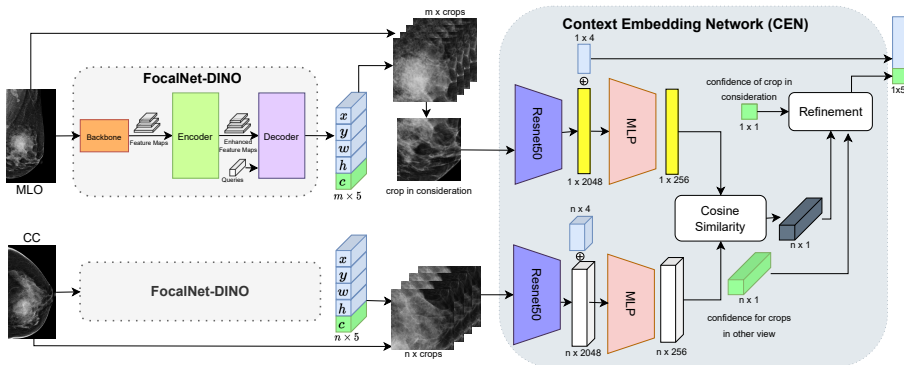 m x crops
Context Embedding Network (CEN)
1 x 4
FocalNet-DINO
Backbone
Feature Maps
Encoder
Enhanced
Feature Maps
Queries
Decoder
x
y
w
h
c
m × 5
MLO
crop in consideration
Resnet50
1 x 2048
MLP
1 x 256
confidence of crop in
consideration
1 x 1
Refinement
1x5
Cosine
Similarity
n x 1
CC
FocalNet-DINO
x
y
w
h
c
n × 5
n x crops
n x 4
Resnet50
n x 2048
MLP
n x 256
n x 1
confidence for crops
in other view